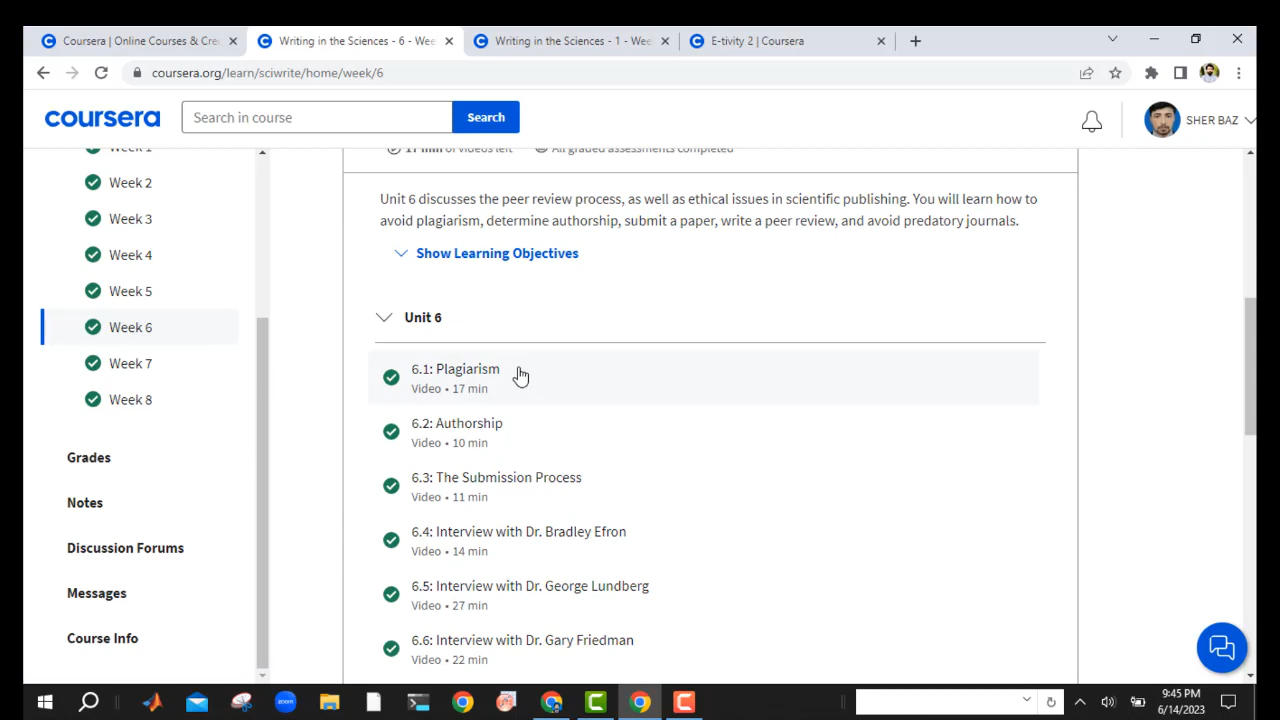 Coursera | Online Courses & Cre
Writing in the Sciences - 6 - Wee
Writing in the Sciences - 1 - Wee
E-tivity 2 | Coursera
coursera.org/learn/sciwrite/home/week/6
coursera
Search in course
Search
SHER BAZ
Week 1
17 min of videos left
All graded assessments completed
Week 2
Week 3
Week 4
Week 5
Week 6
Week 7
Week 8
Grades
Notes
Discussion Forums
Messages
Course Info
Unit 6 discusses the peer review process, as well as ethical issues in scientific publishing. You will learn how to
avoid plagiarism, determine authorship, submit a paper, write a peer review, and avoid predatory journals.
Show Learning Objectives
Unit 6
6.1: Plagiarism
Video • 17 min
6.2: Authorship
Video • 10 min
6.3: The Submission Process
Video • 11 min
6.4: Interview with Dr. Bradley Efron
Video • 14 min
6.5: Interview with Dr. George Lundberg
Video • 27 min
6.6: Interview with Dr. Gary Friedman
Video • 22 min
zoom
9:45 PM
6/14/2023